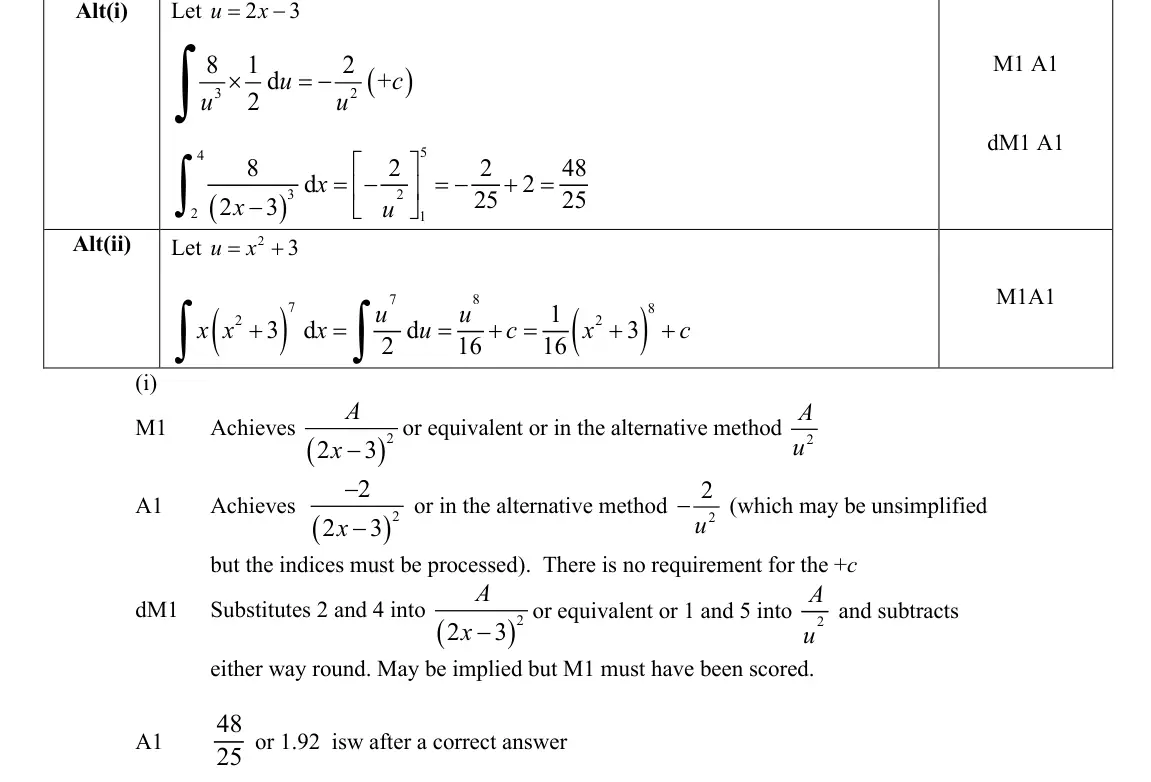 Alt(i) Let u = 2x − 3
∫ 8/u³ × 1/2 du = − 2/u² (+c)
M1 A1
∫₂⁴ 8/(2x − 3)³ dx = [− 2/u²]₁⁵ = − 2/25 + 2 = 48/25
dM1 A1
Alt(ii) Let u = x² + 3
∫ x(x² + 3)⁷ dx = ∫ u⁷/2 du = u⁸/16 + c = 1/16 (x² + 3)⁸ + c
M1A1
(i)
M1 Achieves A/(2x − 3)² or equivalent or in the alternative method A/u²
A1 Achieves −2/(2x − 3)² or in the alternative method − 2/u² (which may be unsimplified
but the indices must be processed). There is no requirement for the +c
dM1 Substitutes 2 and 4 into A/(2x − 3)² or equivalent or 1 and 5 into A/u² and subtracts
either way round. May be implied but M1 must have been scored.
A1 48/25 or 1.92 isw after a correct answer